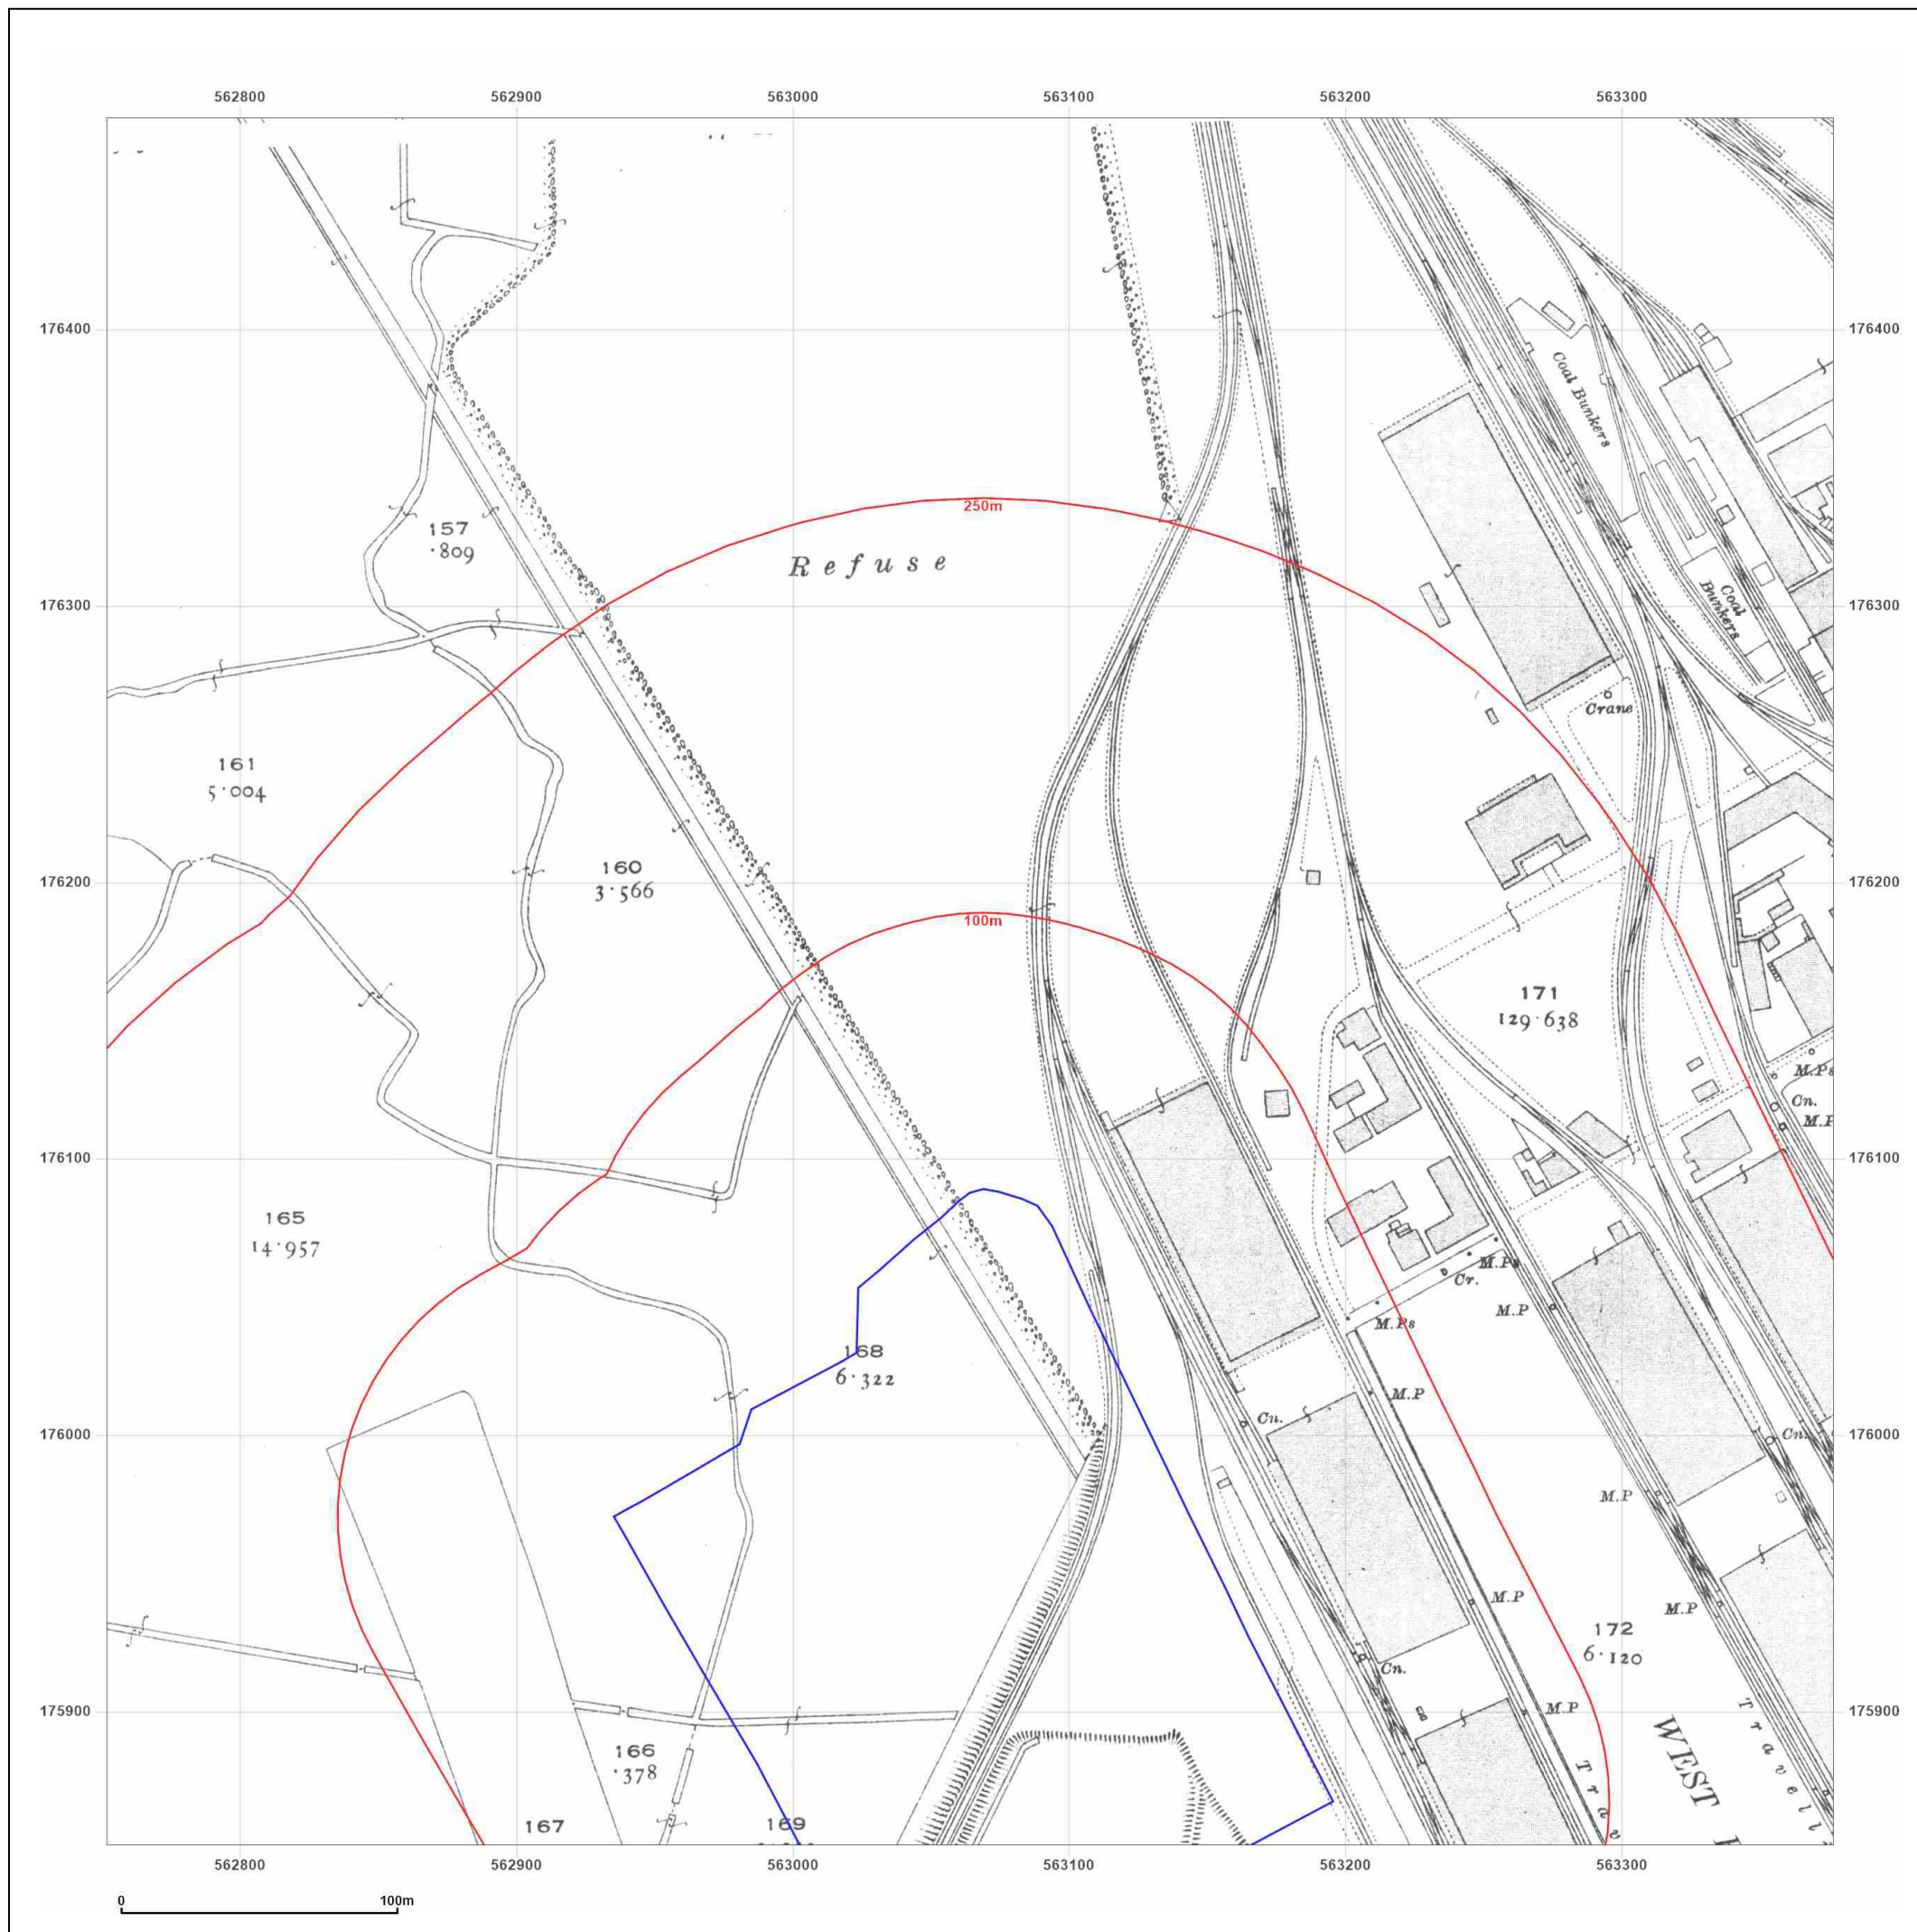 562800 562900 563000 563100 563200 563300
176400 176400
Coal Bunkers
250m
157
·809
Refuse
176300 176300
Coal
Bunkers
Crane
161
5·004
160
3·566
176200 176200
100m
171
129·638
M.Ps
Cn.
M.P
176100 176100
165
14·957
M.Ps
Cr.
M.P
M.Ps
168
6·322
M.P
Cn.
176000 176000
Cn.
M.P
M.P
M.P
172
6·120
Cn.
M.P
175900 175900
WEST
Travell
Trav
166
·378
167
169
562800 562900 563000 563100 563200 563300
0 100m